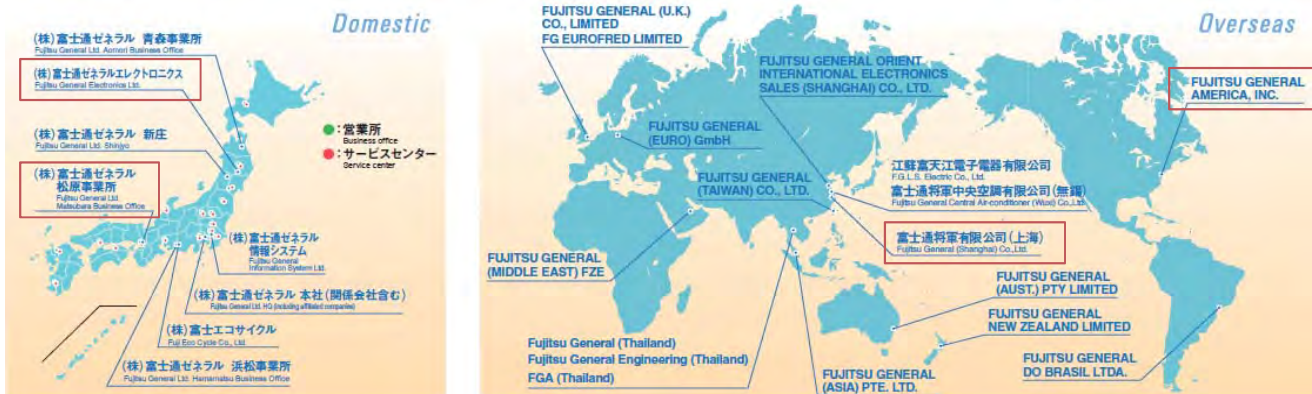 Domestic
(株)富士通ゼネラル 青森事業所
Fujitsu General Ltd. Aomori Business Office
(株)富士通ゼネラルエレクトロニクス
Fujitsu General Electronics Ltd.
(株)富士通ゼネラル 新庄
Fujitsu General Ltd. Shinjyo
(株)富士通ゼネラル
松原事業所
Fujitsu General Ltd.
Matsubara Business Office
●:営業所
Business office
●:サービスセンター
Service center
(株)富士通ゼネラル
情報システム
Fujitsu General
Information System Ltd.
(株)富士通ゼネラル 本社(関係会社含む)
Fujitsu General Ltd. HQ (including affiliated companies)
(株)富士エコサイクル
Fuji Eco Cycle Co., Ltd.
(株)富士通ゼネラル 浜松事業所
Fujitsu General Ltd. Hamamatsu Business Office
Overseas
FUJITSU GENERAL (U.K.)
CO., LIMITED
FG EUROFRED LIMITED
FUJITSU GENERAL ORIENT
INTERNATIONAL ELECTRONICS
SALES (SHANGHAI) CO., LTD.
FUJITSU GENERAL
AMERICA, INC.
FUJITSU GENERAL
(EURO) GmbH
FUJITSU GENERAL
(TAIWAN) CO., LTD.
江蘇富天江電子電器有限公司
F.G.L.S. Electric Co., Ltd.
富士通将軍中央空調有限公司(無錫)
Fujitsu General Central Air-conditioner (Wuxi) Co.,Ltd.
富士通将軍有限公司(上海)
Fujitsu General (Shanghai) Co.,Ltd.
FUJITSU GENERAL
(MIDDLE EAST) FZE
FUJITSU GENERAL
(AUST.) PTY LIMITED
FUJITSU GENERAL
NEW ZEALAND LIMITED
Fujitsu General (Thailand)
Fujitsu General Engineering (Thailand)
FGA (Thailand)
FUJITSU GENERAL
(ASIA) PTE. LTD.
FUJITSU GENERAL
DO BRASIL LTDA.